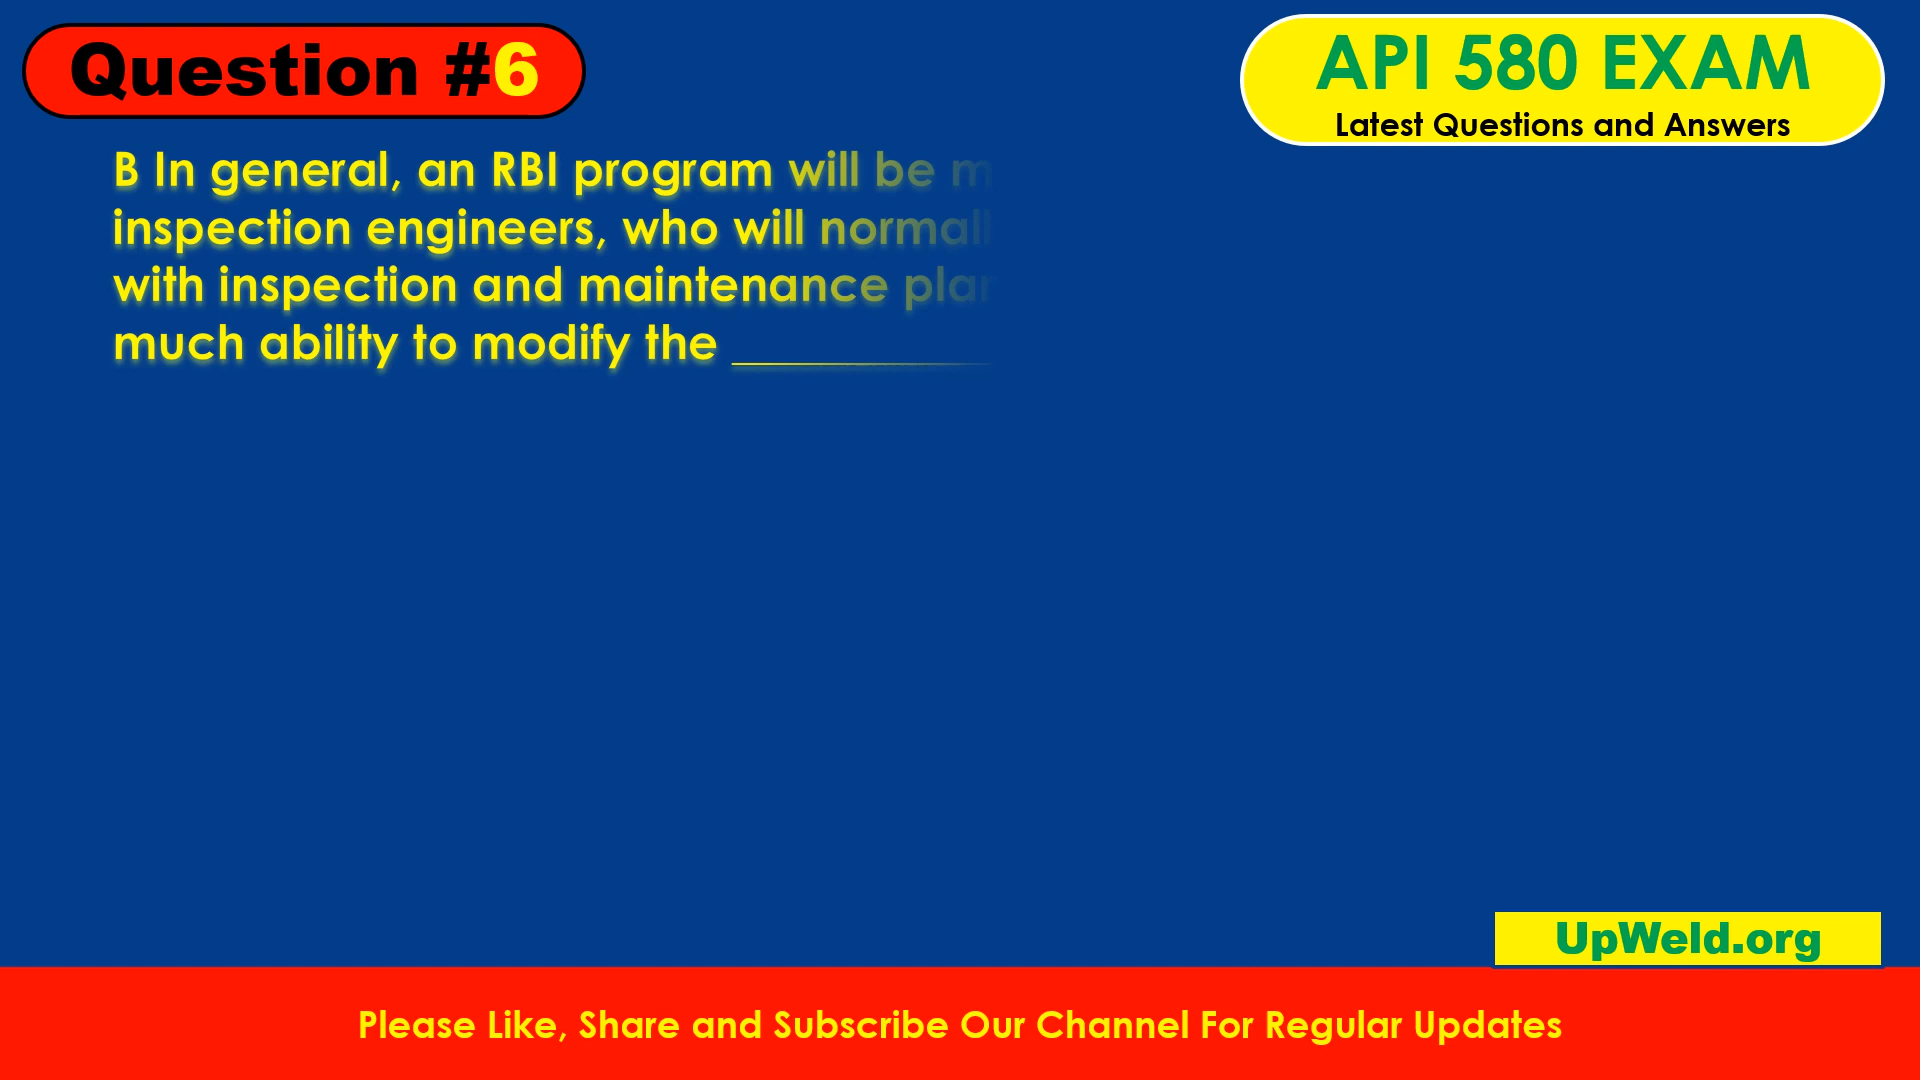 Question #6
API 580 EXAM
Latest Questions and Answers
B In general, an RBI program will be
inspection engineers, who will
with inspection and maintenance
much ability to modify the ____________
UpWeld.org
Please Like, Share and Subscribe Our Channel For Regular Updates